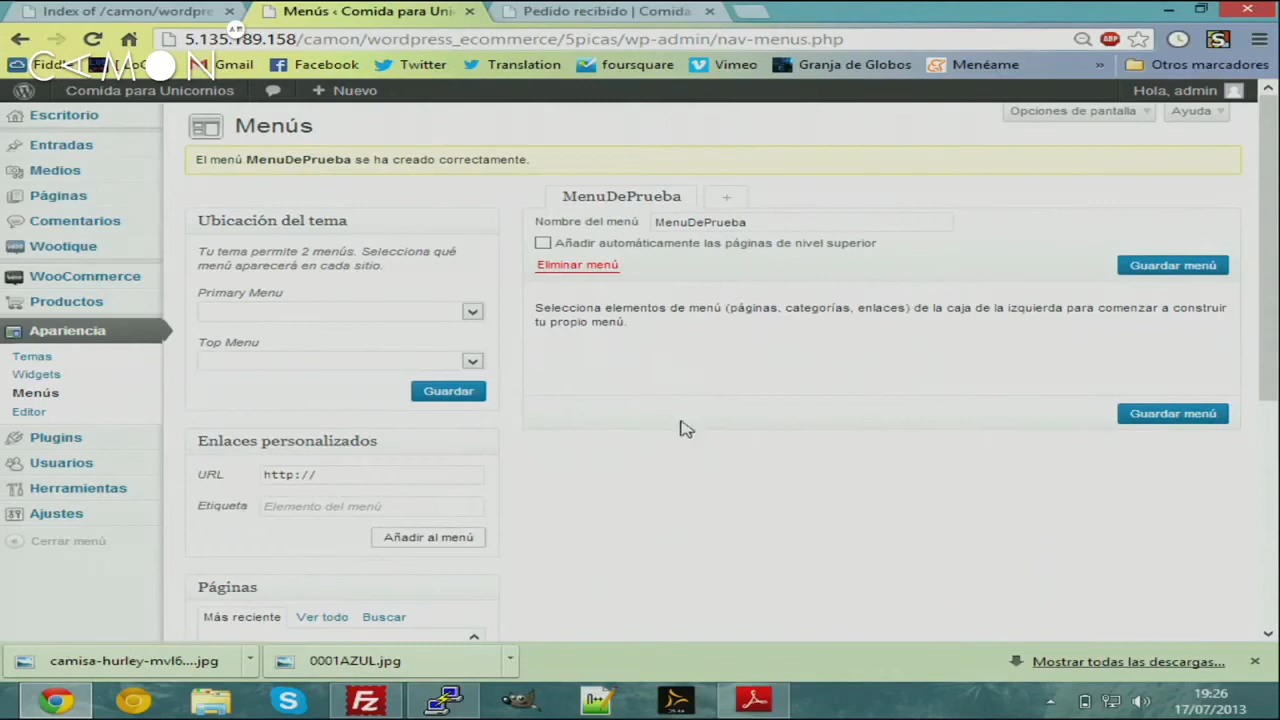 Index of /camon/wordpre
Menús ‹ Comida para Unic
Pedido recibido | Comida
5.135.189.158/camon/wordpress_ecommerce/5picas/wp-admin/nav-menus.php
CAMON
Gmail
Facebook
Twitter
Translation
foursquare
Vimeo
Granja de Globos
Menéame
»
Otros marcadores
Comida para Unicornios
+ Nuevo
Hola, admin
Escritorio
Entradas
Medios
Páginas
Comentarios
Wootique
WooCommerce
Productos
Apariencia
Temas
Widgets
Menús
Editor
Plugins
Usuarios
Herramientas
Ajustes
Cerrar menú
Menús
Opciones de pantalla
Ayuda
El menú MenuDePrueba se ha creado correctamente.
Ubicación del tema
Tu tema permite 2 menús. Selecciona qué
menú aparecerá en cada sitio.
Primary Menu
Top Menu
Guardar
Enlaces personalizados
URL http://
Etiqueta Elemento del menú
Añadir al menú
Páginas
Más reciente Ver todo Buscar
MenuDePrueba +
Nombre del menú MenuDePrueba
Añadir automáticamente las páginas de nivel superior
Eliminar menú
Guardar menú
Selecciona elementos de menú (páginas, categorías, enlaces) de la caja de la izquierda para comenzar a construir
tu propio menú.
Guardar menú
camisa-hurley-mvl6....jpg
0001AZUL.jpg
Mostrar todas las descargas...
19:26
17/07/2013